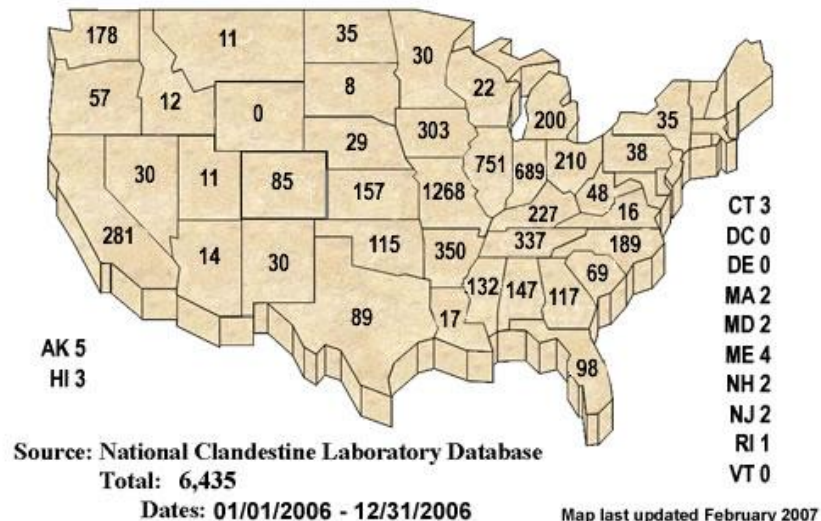 178
11
35
30
57
12
0
8
22
200
35
303
29
751
689
210
38
30
11
85
157
1268
48
16
227
281
14
30
115
350
337
189
69
132
147
117
89
17
98
AK 5
HI 3
CT 3
DC 0
DE 0
MA 2
MD 2
ME 4
NH 2
NJ 2
RI 1
VT 0
Source: National Clandestine Laboratory Database
Total: 6,435
Dates: 01/01/2006 - 12/31/2006
Map last updated February 2007